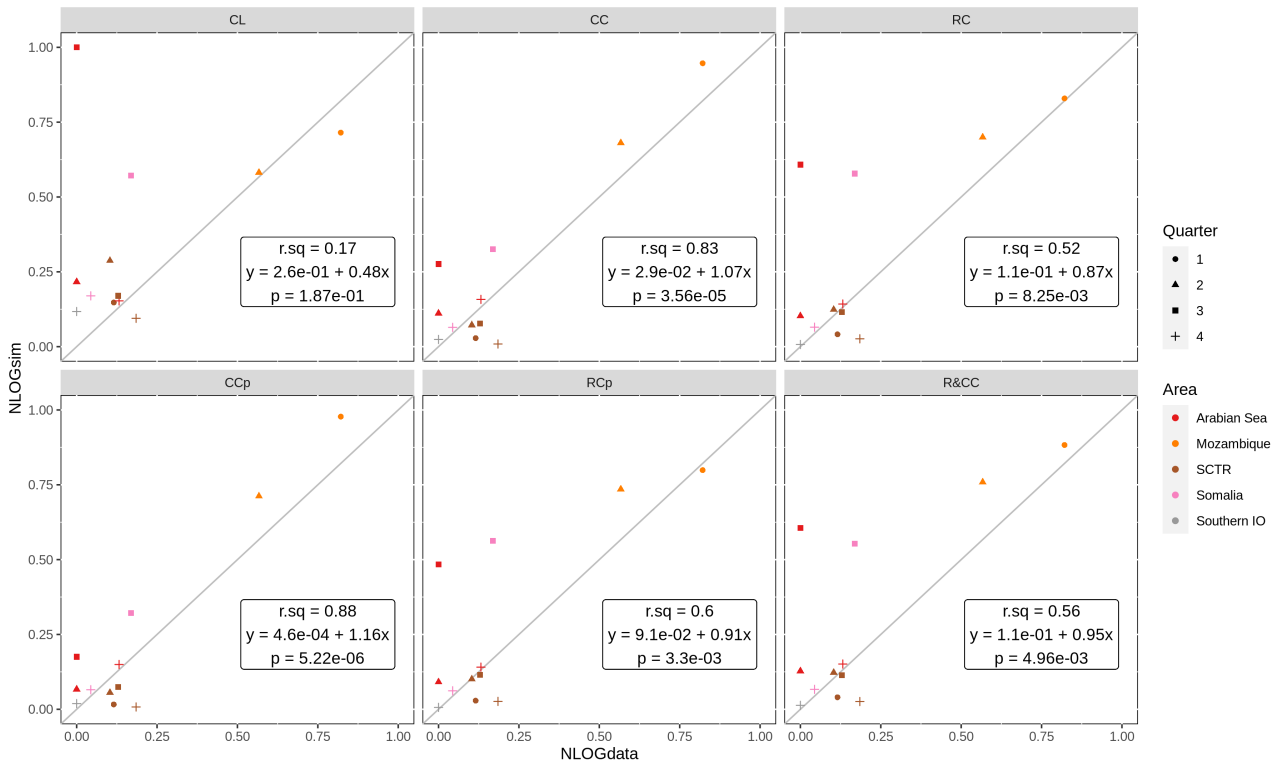 CL CC RC
1.00
0.75
0.50
0.25
0.00
r.sq = 0.17
y = 2.6e-01 + 0.48x
p = 1.87e-01
r.sq = 0.83
y = 2.9e-02 + 1.07x
p = 3.56e-05
r.sq = 0.52
y = 1.1e-01 + 0.87x
p = 8.25e-03
NLOGsim
CCp RCp R&CC
1.00
0.75
0.50
0.25
0.00
r.sq = 0.88
y = 4.6e-04 + 1.16x
p = 5.22e-06
r.sq = 0.6
y = 9.1e-02 + 0.91x
p = 3.3e-03
r.sq = 0.56
y = 1.1e-01 + 0.95x
p = 4.96e-03
0.00 0.25 0.50 0.75 1.00 0.00 0.25 0.50 0.75 1.00 0.00 0.25 0.50 0.75 1.00
NLOGdata
Quarter
1
2
3
4
Area
Arabian Sea
Mozambique
SCTR
Somalia
Southern IO